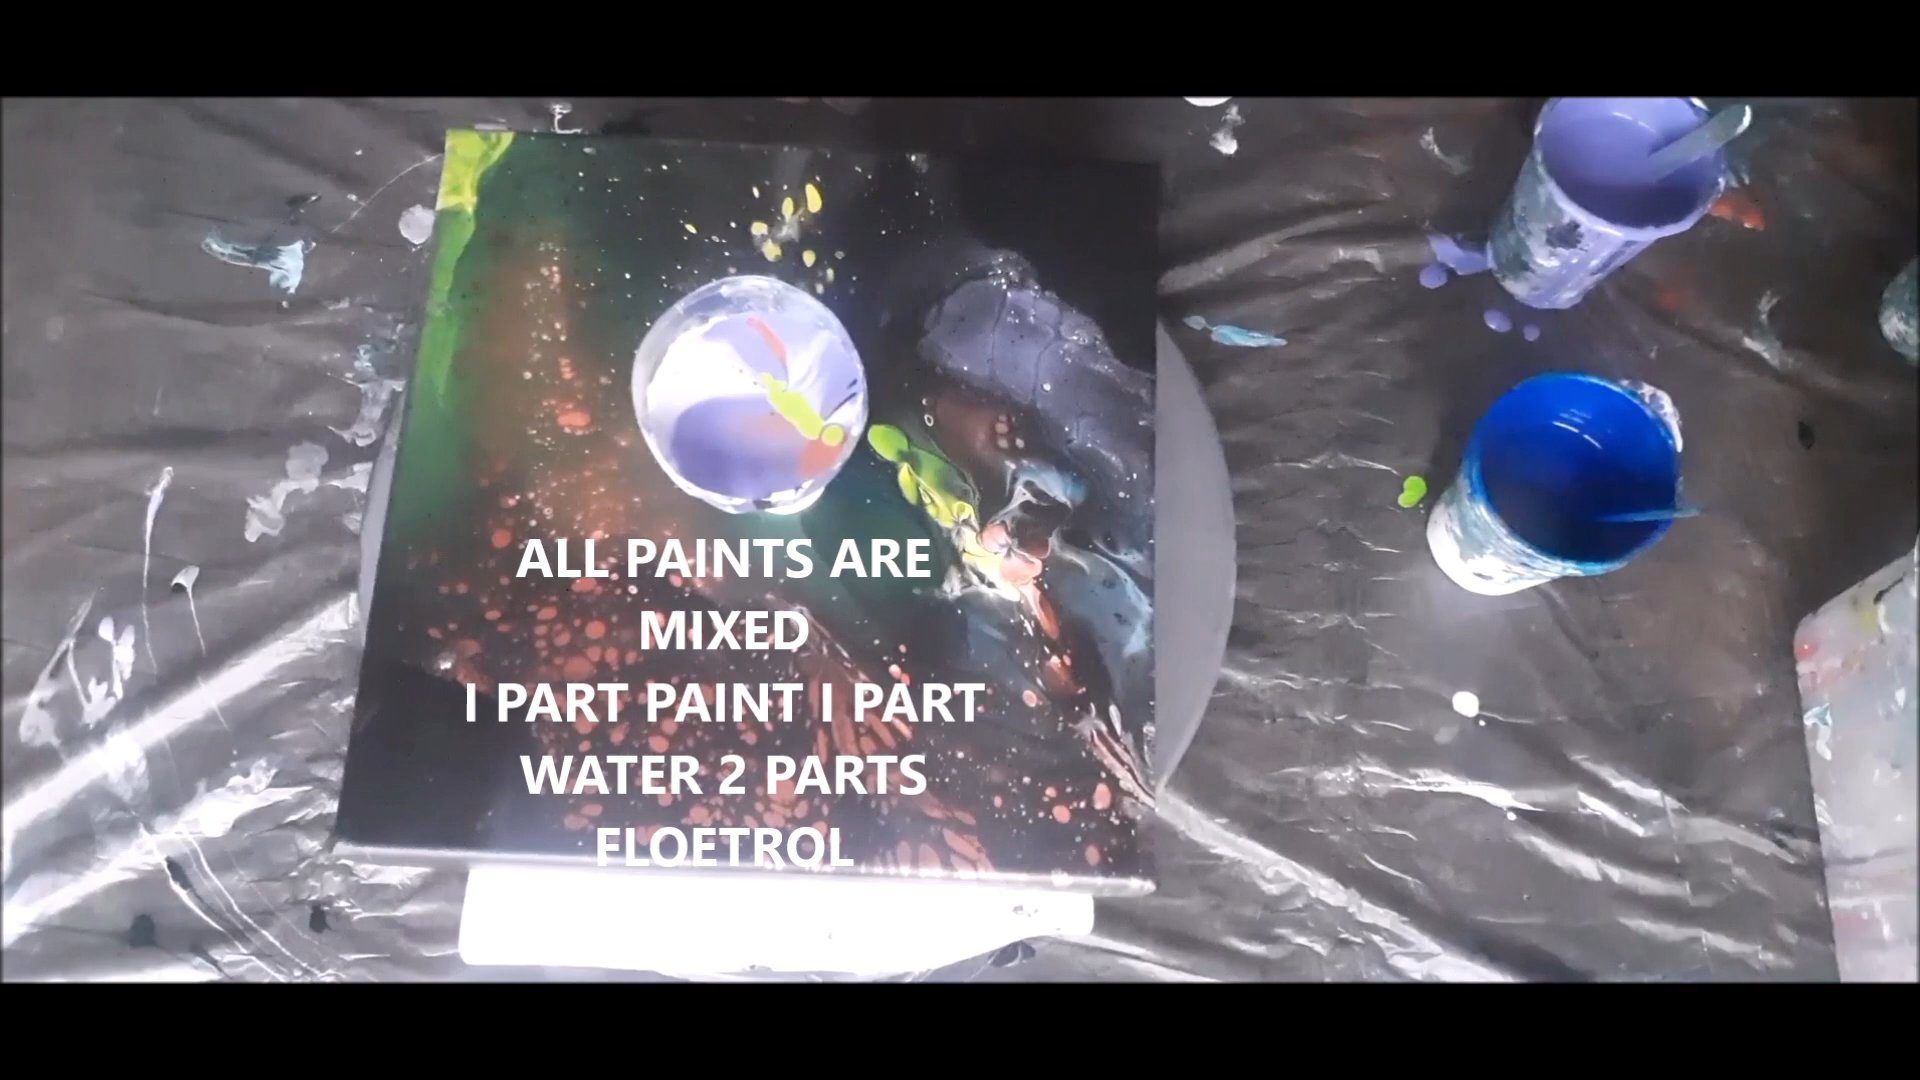 ALL PAINTS ARE
MIXED
I PART PAINT I PART
WATER 2 PARTS
FLOETROL